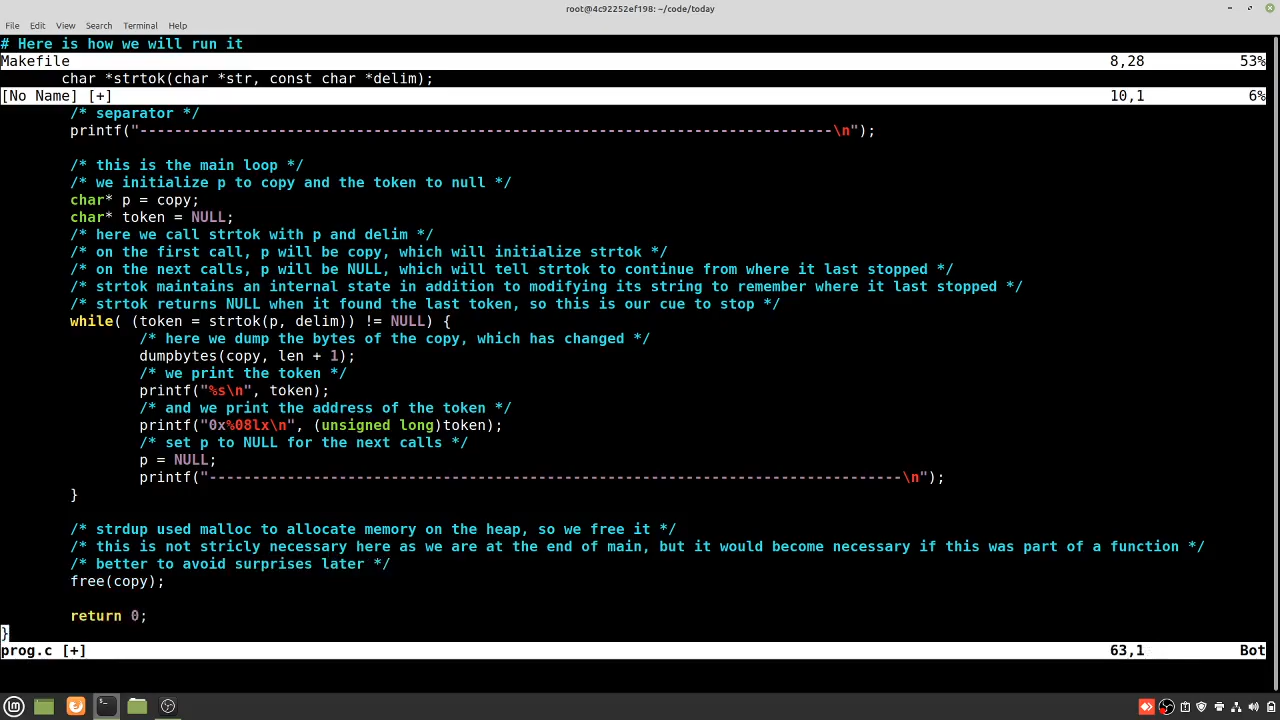 root@4c92252ef198: ~/code/today
File Edit View Search Terminal Help
# Here is how we will run it
Makefile 8,28 53%
char *strtok(char *str, const char *delim);
[No Name] [+] 10,1 6%
/* separator */
printf("--------------------------------------------------------------------------------\n");
/* this is the main loop */
/* we initialize p to copy and the token to null */
char* p = copy;
char* token = NULL;
/* here we call strtok with p and delim */
/* on the first call, p will be copy, which will initialize strtok */
/* on the next calls, p will be NULL, which will tell strtok to continue from where it last stopped */
/* strtok maintains an internal state in addition to modifying its string to remember where it last stopped */
/* strtok returns NULL when it found the last token, so this is our cue to stop */
while( (token = strtok(p, delim)) != NULL) {
/* here we dump the bytes of the copy, which has changed */
dumpbytes(copy, len + 1);
/* we print the token */
printf("%s\n", token);
/* and we print the address of the token */
printf("0x%08lx\n", (unsigned long)token);
/* set p to NULL for the next calls */
p = NULL;
printf("--------------------------------------------------------------------------------\n");
}
/* strdup used malloc to allocate memory on the heap, so we free it */
/* this is not stricly necessary here as we are at the end of main, but it would become necessary if this was part of a function */
/* better to avoid surprises later */
free(copy);
return 0;
}
prog.c [+] 63,1 Bot